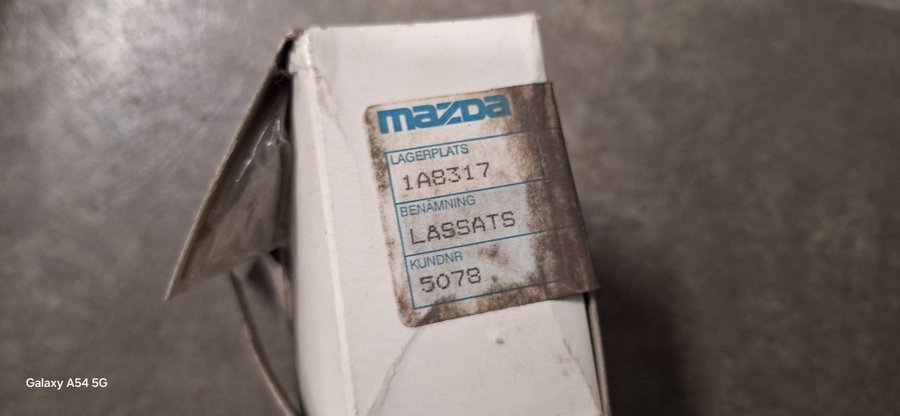 mazda
LAGERPLATS
1A8317
BENÄMNING
LÅSSATS
KUNDNR
5078
Galaxy A54 5G